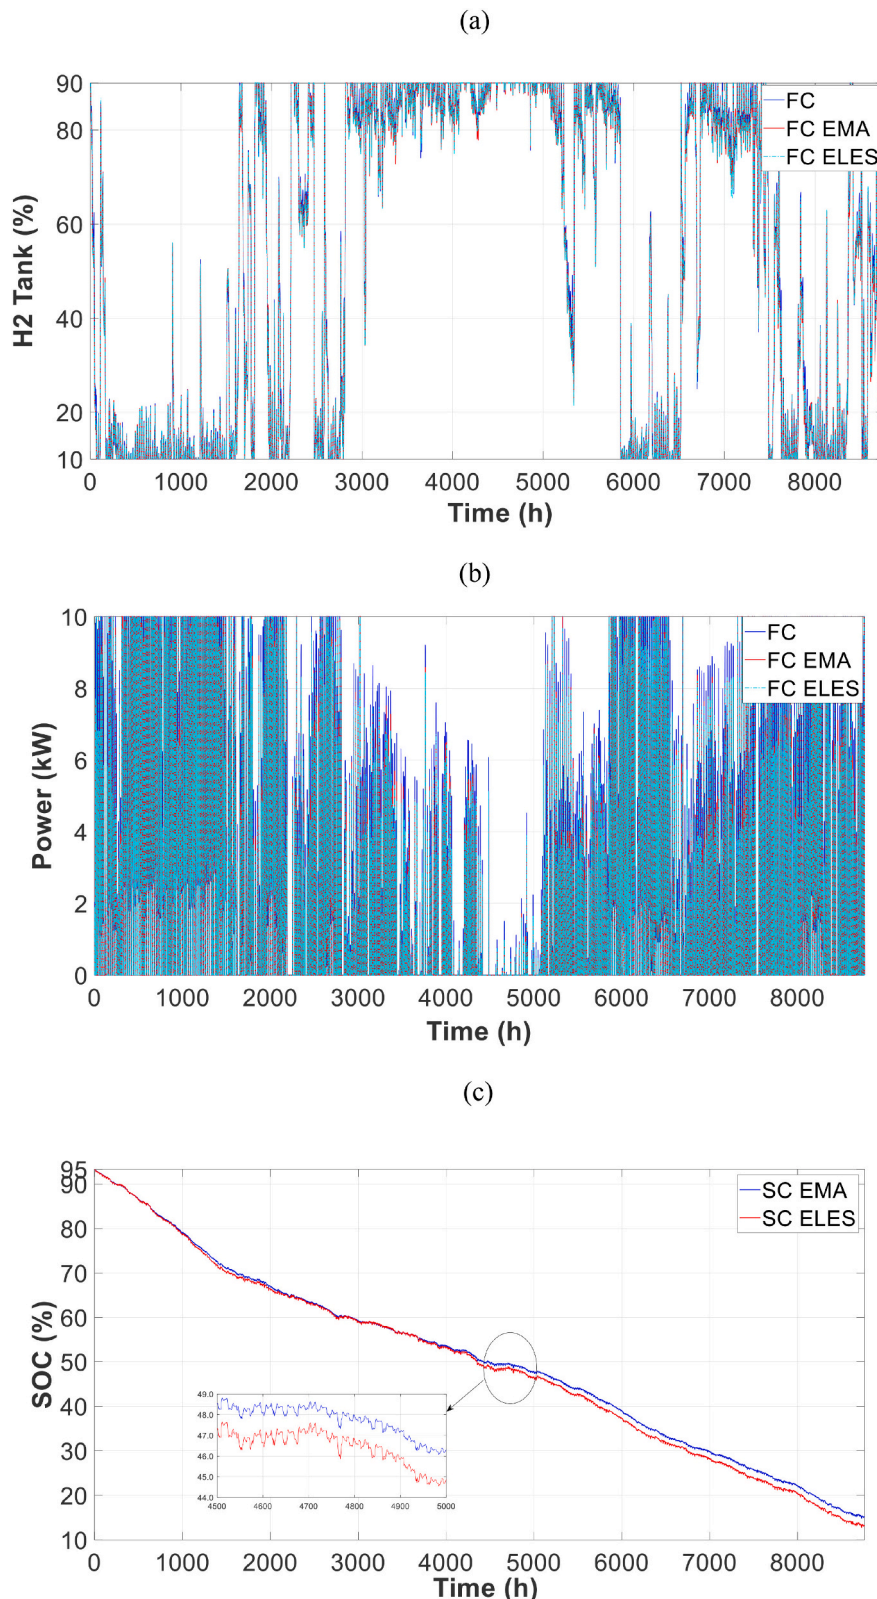 (a)
90
80
60
40
20
10
H2 Tank (%)
FC
FC EMA
FC ELES
0 1000 2000 3000 4000 5000 6000 7000 8000
Time (h)
(b)
10
8
6
4
2
0
Power (kW)
FC
FC EMA
FC ELES
0 1000 2000 3000 4000 5000 6000 7000 8000
Time (h)
(c)
95
90
80
70
60
50
40
30
20
10
SOC (%)
SC EMA
SC ELES
49.0
48.0
47.0
46.0
45.0
44.0
4500 4600 4700 4800 4900 5000
0 1000 2000 3000 4000 5000 6000 7000 8000
Time (h)